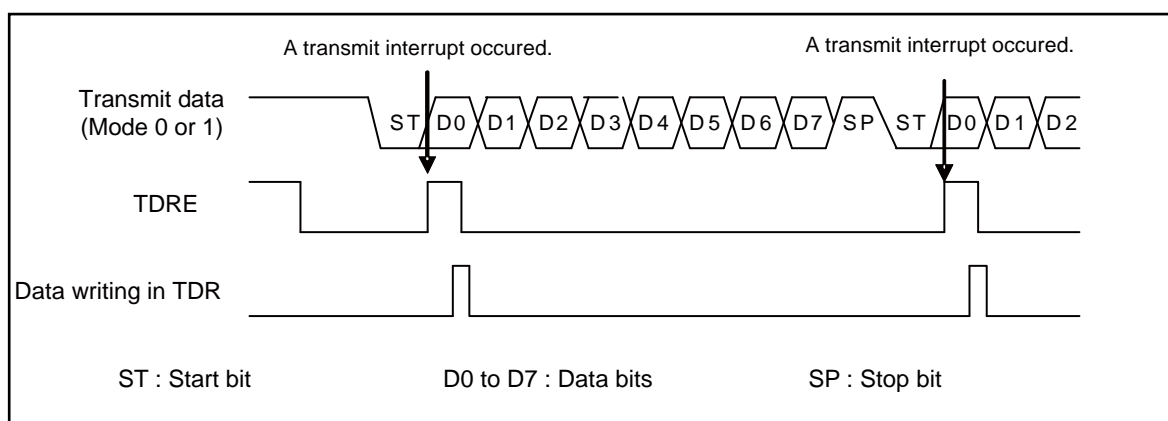 A transmit interrupt occured. A transmit interrupt occured.
Transmit data
(Mode 0 or 1)
ST D0 D1 D2 D3 D4 D5 D6 D7 SP ST D0 D1 D2
TDRE
Data writing in TDR
ST : Start bit D0 to D7 : Data bits SP : Stop bit